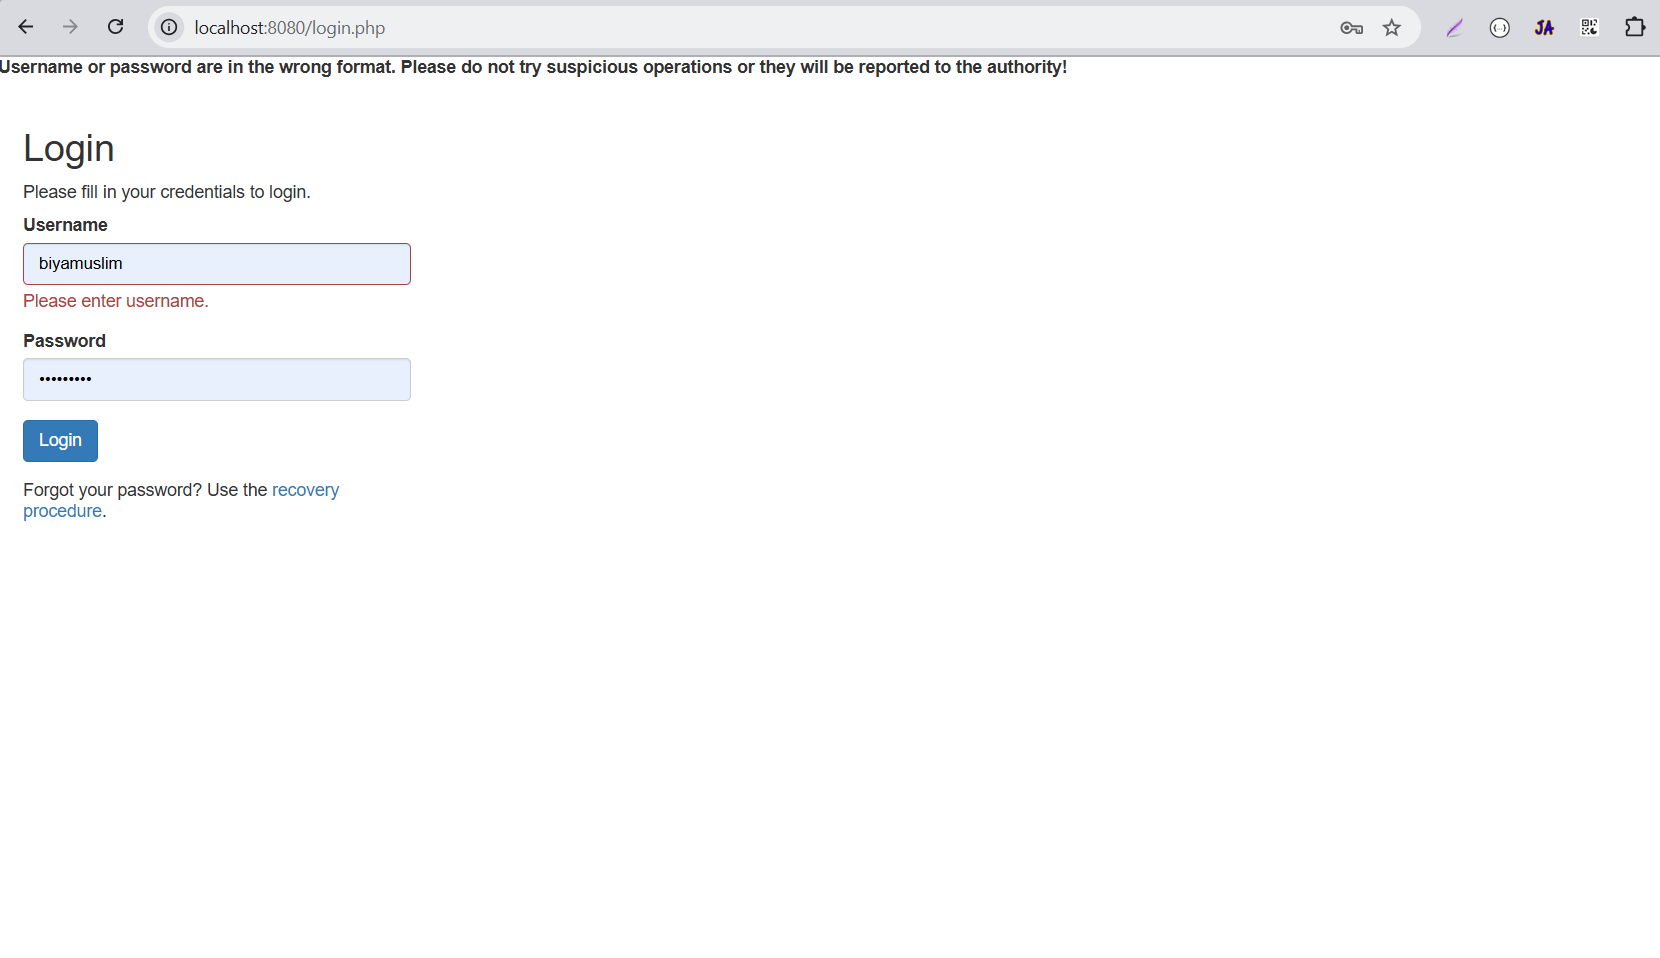 localhost:8080/login.php
JA
Username or password are in the wrong format. Please do not try suspicious operations or they will be reported to the authority!
Login
Please fill in your credentials to login.
Username
biyamuslim
Please enter username.
Password
•••••••••
Login
Forgot your password? Use the recovery
procedure.